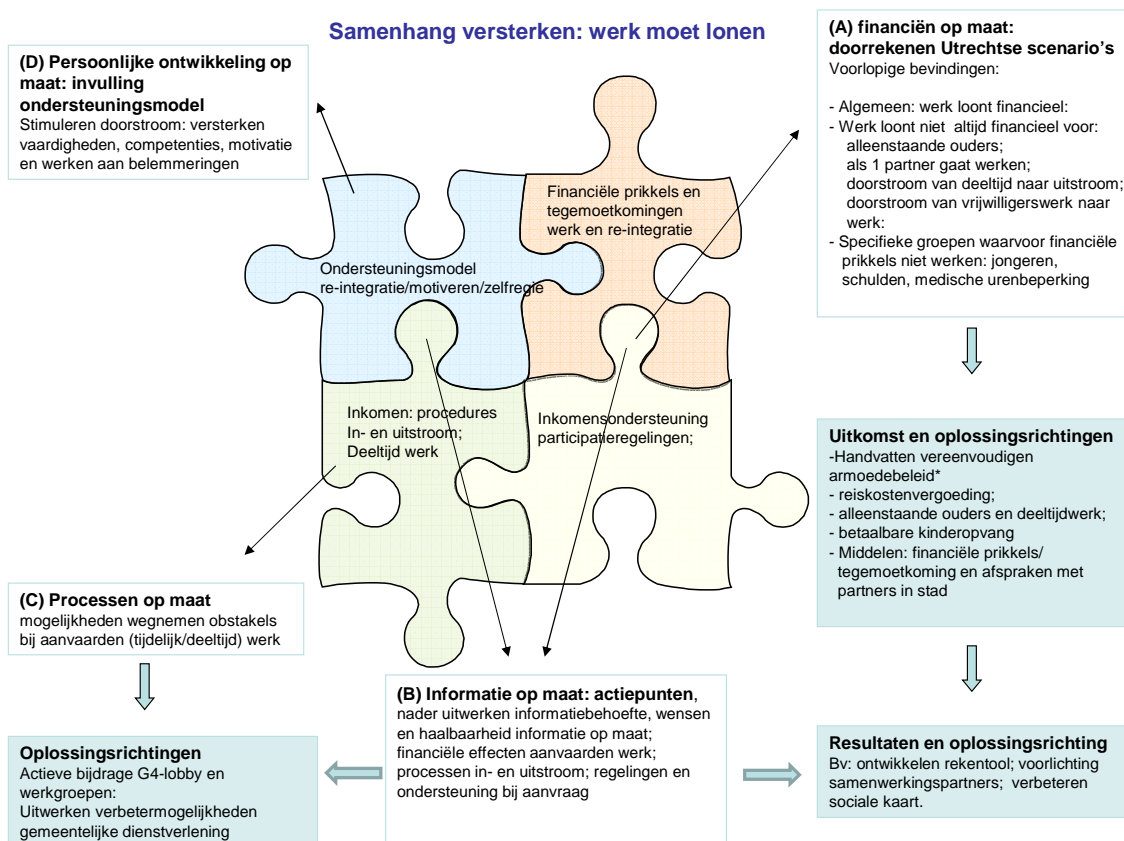 Samenhang versterken: werk moet lonen
(D) Persoonlijke ontwikkeling op
maat: invulling
ondersteuningsmodel
Stimuleren doorstroom: versterken
vaardigheden, competenties, motivatie
en werken aan belemmeringen
(A) financiën op maat:
doorrekenen Utrechtse scenario's
Voorlopige bevindingen:
- Algemeen: werk loont financieel:
- Werk loont niet altijd financieel voor:
alleenstaande ouders;
als 1 partner gaat werken;
doorstroom van deeltijd naar uitstroom;
doorstroom van vrijwilligerswerk naar
werk:
- Specifieke groepen waarvoor financiële
prikkels niet werken: jongeren,
schulden, medische urenbeperking
Financiële prikkels en
tegemoetkomingen
werk en re-integratie
Ondersteuningsmodel
re-integratie/motiveren/zelfregie
Inkomen: procedures
In- en uitstroom;
Deeltijd werk
Inkomensondersteuning
participatieregelingen;
Uitkomst en oplossingsrichtingen
-Handvatten vereenvoudigen
armoedebeleid*
- reiskostenvergoeding;
- alleenstaande ouders en deeltijdwerk;
- betaalbare kinderopvang
- Middelen: financiële prikkels/
tegemoetkoming en afspraken met
partners in stad
(C) Processen op maat
mogelijkheden wegnemen obstakels
bij aanvaarden (tijdelijk/deeltijd) werk
(B) Informatie op maat: actiepunten,
nader uitwerken informatiebehoefte, wensen
en haalbaarheid informatie op maat;
financiële effecten aanvaarden werk;
processen in- en uitstroom; regelingen en
ondersteuning bij aanvraag
Oplossingsrichtingen
Actieve bijdrage G4-lobby en
werkgroepen:
Uitwerken verbetermogelijkheden
gemeentelijke dienstverlening
Resultaten en oplossingsrichting
Bv: ontwikkelen rekentool; voorlichting
samenwerkingspartners; verbeteren
sociale kaart.